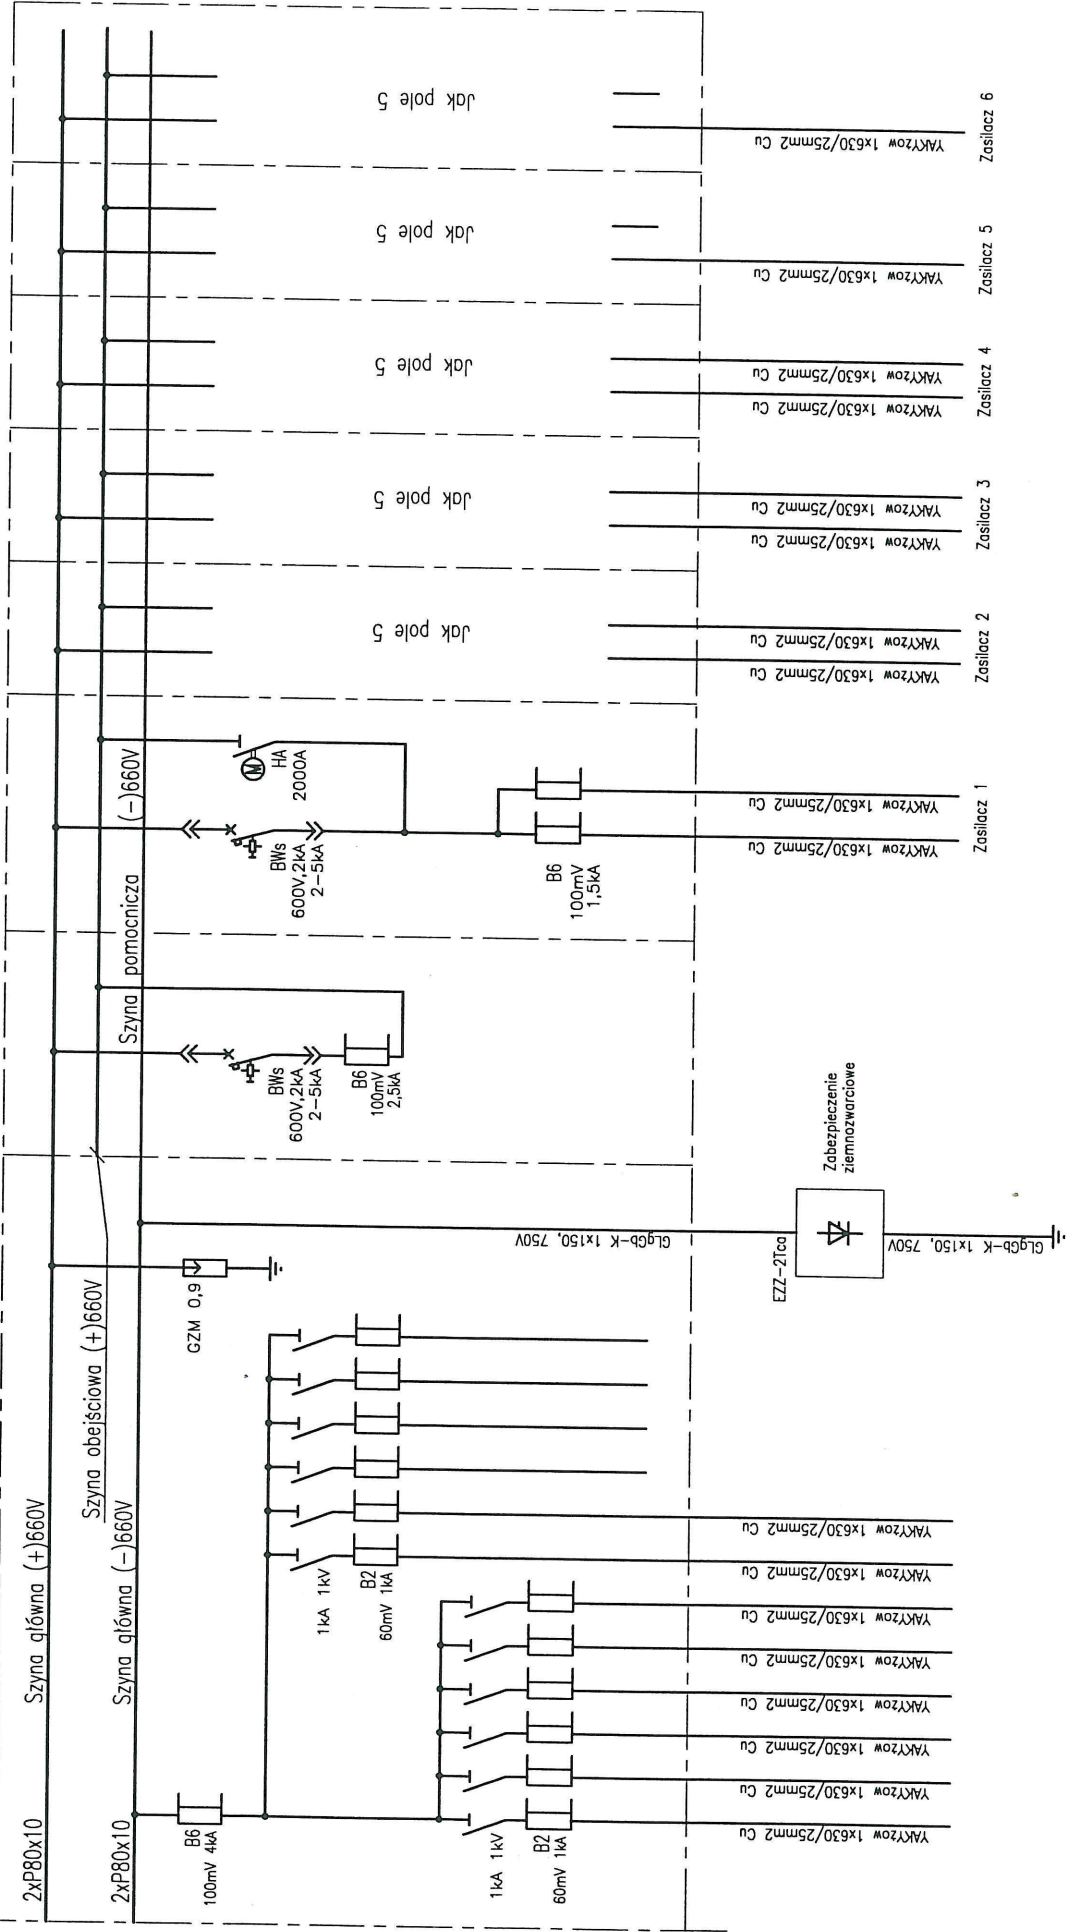 2xP80x10
Szyna główna (+)660V
Szyna obejściowa (+)660V
2xP80x10
Szyna główna (-)660V
Szyna pomocnicza
(-)660V
B6
100mV 4kA
1kA 1kV
B2
60mV 1kA
1kA 1kV
B2
60mV 1kA
GZM 0,9
BWs
600V,2kA
2-5kA
B6
100mV
2,5kA
BWs
600V,2kA
2-5kA
HA
2000A
M
B6
100mV
1,5kA
Jak pole 5
Jak pole 5
Jak pole 5
Jak pole 5
Jak pole 5
YAKYżow 1x630/25mm2 Cu
YAKYżow 1x630/25mm2 Cu
YAKYżow 1x630/25mm2 Cu
YAKYżow 1x630/25mm2 Cu
YAKYżow 1x630/25mm2 Cu
YAKYżow 1x630/25mm2 Cu
YAKYżow 1x630/25mm2 Cu
YAKYżow 1x630/25mm2 Cu
GLgGb-K 1x150, 750V
EZZ-2Tca
Zabezpieczenie
ziemnozwarciowe
GLgGb-K 1x150, 750V
YAKYżow 1x630/25mm2 Cu
YAKYżow 1x630/25mm2 Cu
Zasilacz 1
YAKYżow 1x630/25mm2 Cu
YAKYżow 1x630/25mm2 Cu
Zasilacz 2
YAKYżow 1x630/25mm2 Cu
YAKYżow 1x630/25mm2 Cu
Zasilacz 3
YAKYżow 1x630/25mm2 Cu
YAKYżow 1x630/25mm2 Cu
Zasilacz 4
YAKYżow 1x630/25mm2 Cu
Zasilacz 5
YAKYżow 1x630/25mm2 Cu
Zasilacz 6